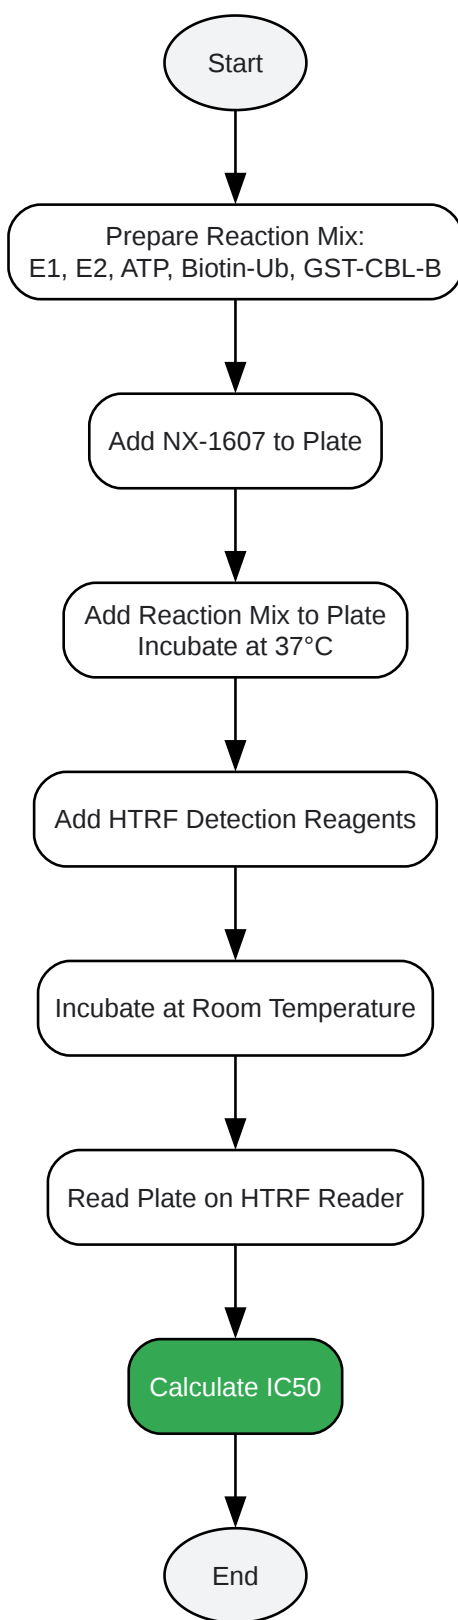 Start
Prepare Reaction Mix:
E1, E2, ATP, Biotin-Ub, GST-CBL-B
Add NX-1607 to Plate
Add Reaction Mix to Plate
Incubate at 37°C
Add HTRF Detection Reagents
Incubate at Room Temperature
Read Plate on HTRF Reader
Calculate IC50
End